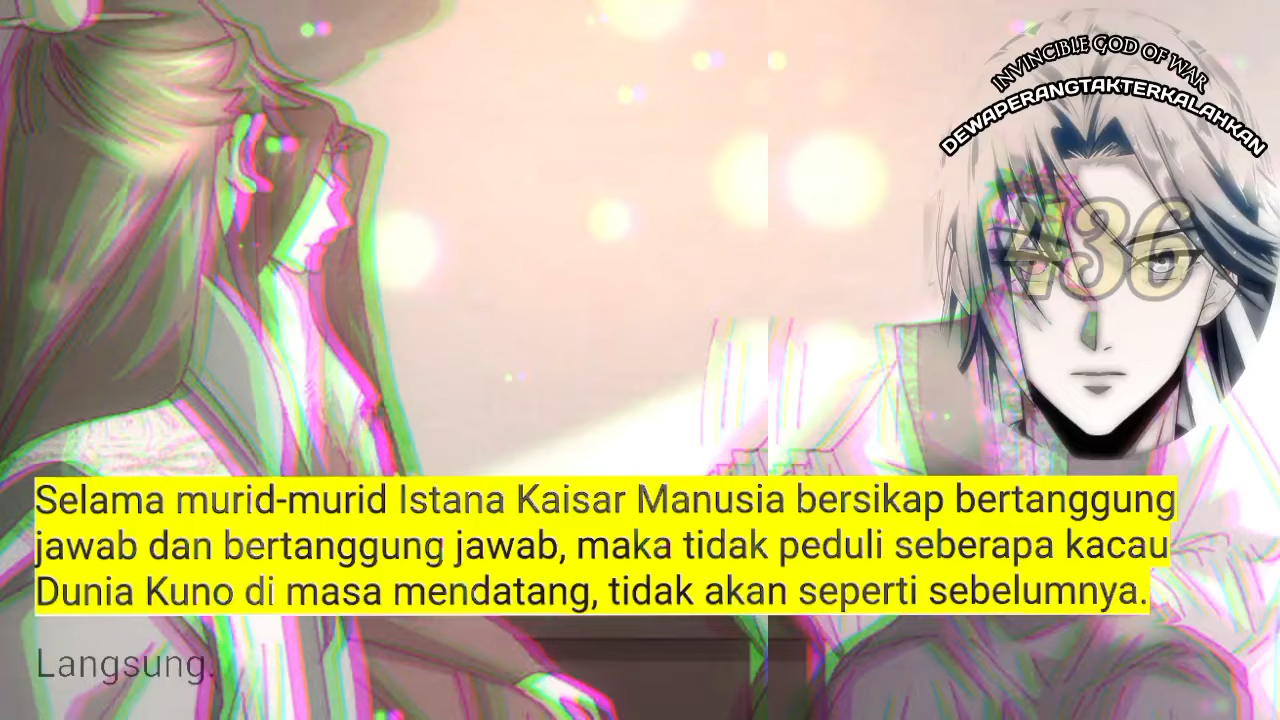 INVINCIBLE GOD OF WAR
DEWAPERANGTAKTERKALAHKAN
436
Selama murid-murid Istana Kaisar Manusia bersikap bertanggung
jawab dan bertanggung jawab, maka tidak peduli seberapa kacau
Dunia Kuno di masa mendatang, tidak akan seperti sebelumnya.
Langsung.